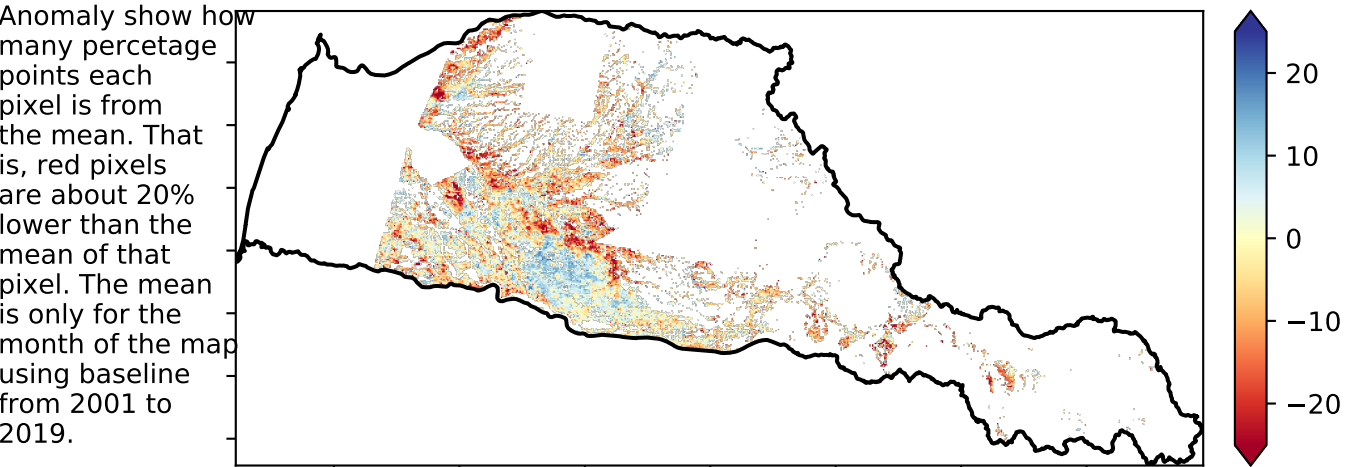 Anomaly show how
many percetage
points each
pixel is from
the mean. That
is, red pixels
are about 20%
lower than the
mean of that
pixel. The mean
is only for the
month of the map
using baseline
from 2001 to
2019.
20
10
0
−10
−20